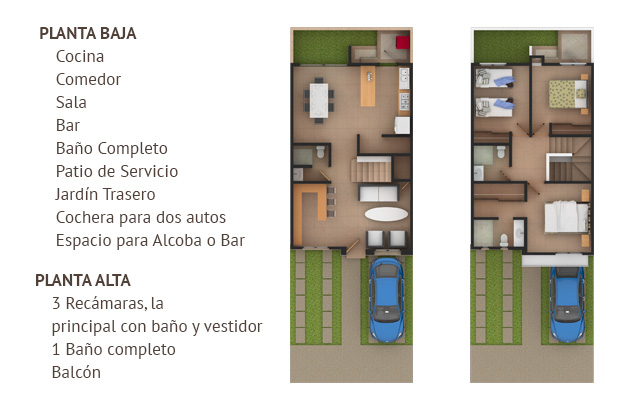 PLANTA BAJA
Cocina
Comedor
Sala
Bar
Baño Completo
Patio de Servicio
Jardín Trasero
Cochera para dos autos
Espacio para Alcoba o Bar
PLANTA ALTA
3 Recámaras, la
principal con baño y vestidor
1 Baño completo
Balcón